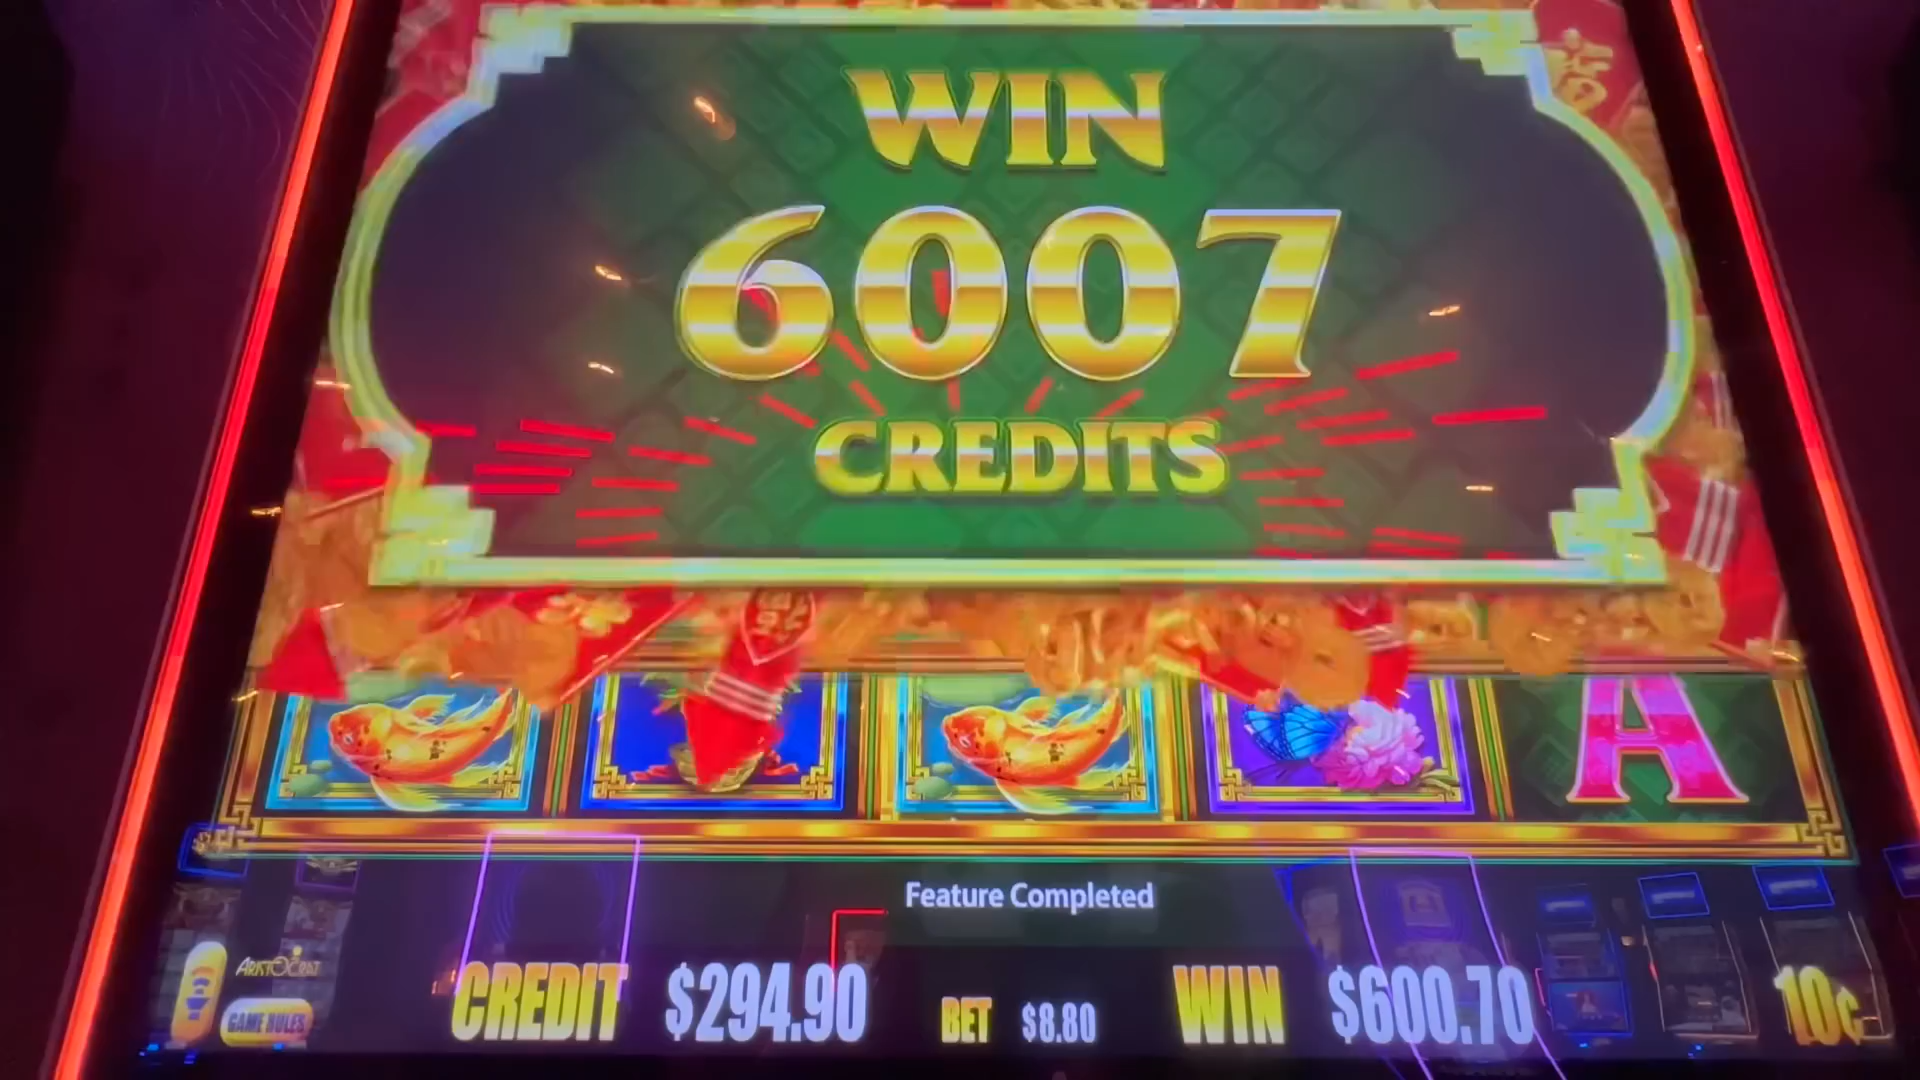 WIN
6007
CREDITS
A
Feature Completed
ARISTOCRAT
GAME RULES
CREDIT $294.90
BET $8.80
WIN $600.70
10¢